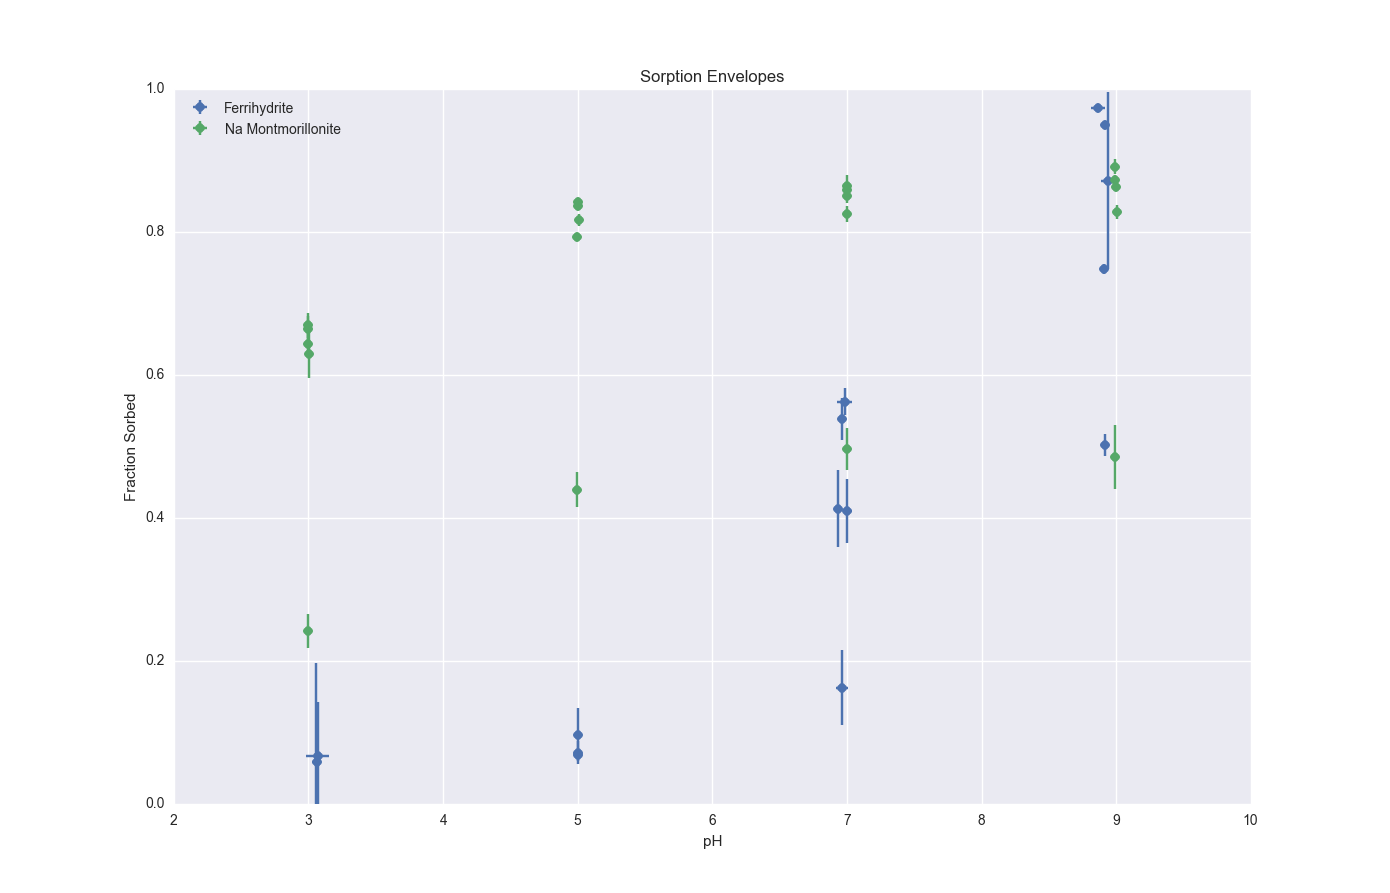 Sorption Envelopes
Ferrihydrite
Na Montmorillonite
1.0
0.8
0.6
0.4
0.2
0.0
Fraction Sorbed
2 3 4 5 6 7 8 9 10
pH